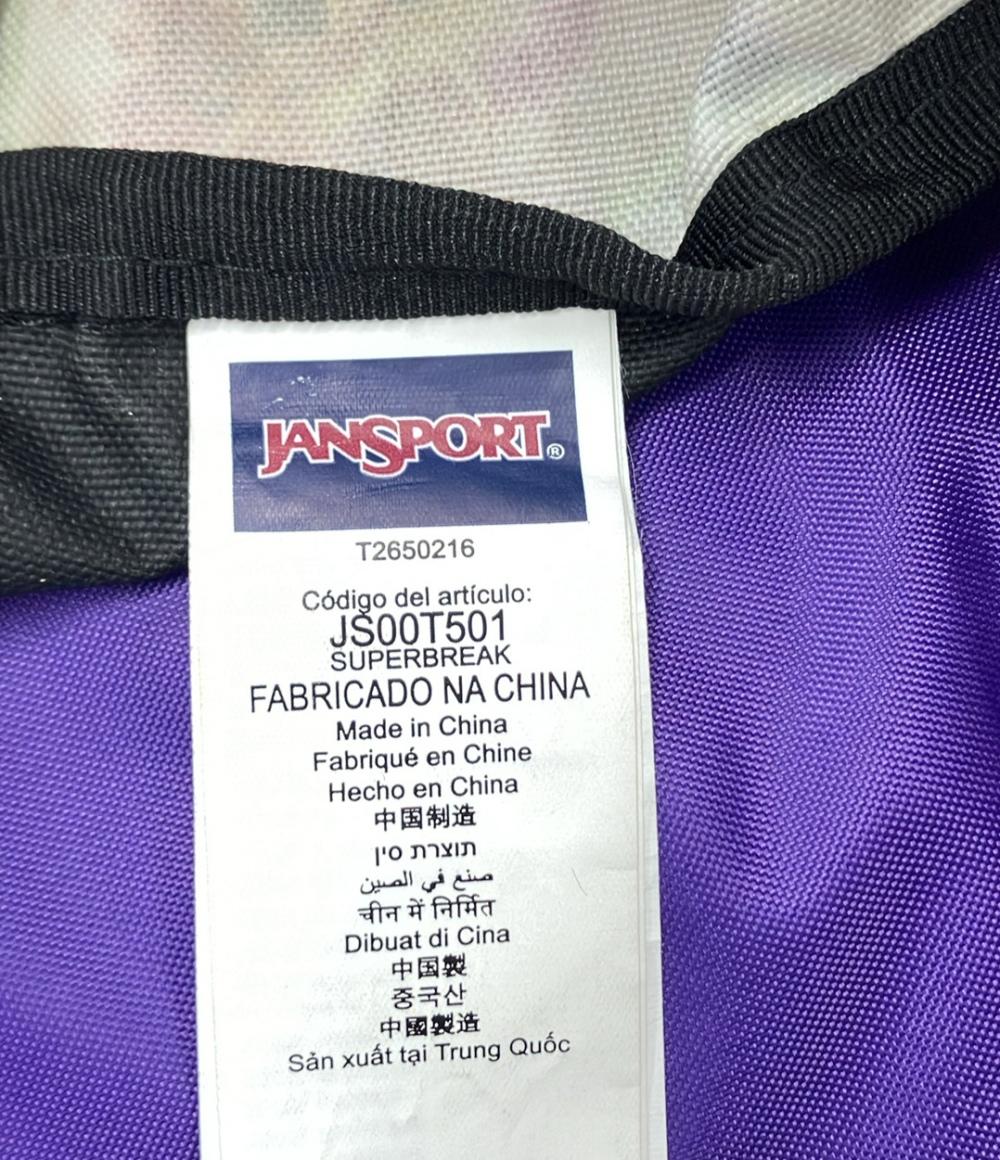 JANSPORT®
T2650216
Código del artículo:
JS00T501
SUPERBREAK
FABRICADO NA CHINA
Made in China
Fabriqué en Chine
Hecho en China
中国制造
תוצרת סין
صنع في الصين
चीन में निर्मित
Dibuat di Cina
中国製
중국산
中國製造
Sản xuất tại Trung Quốc